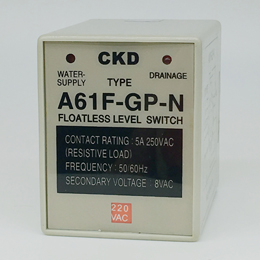 CKD
WATER-SUPPLY TYPE DRAINAGE
A61F-GP-N
FLOATLESS LEVEL SWITCH
CONTACT RATING : 5A 250VAC
(RESISTIVE LOAD)
FREQUENCY : 50/60Hz
SECONDARY VOLTAGE : 8VAC
220
VAC